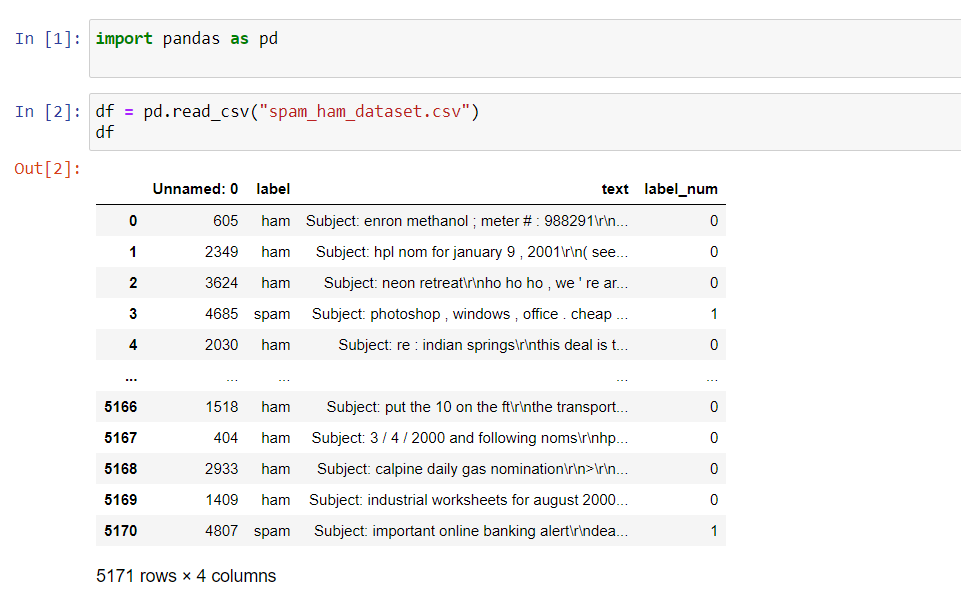 In [1]: import pandas as pd
In [2]: df = pd.read_csv("spam_ham_dataset.csv")
df
Out[2]:
Unnamed: 0 label text label_num
0 605 ham Subject: enron methanol ; meter # : 988291\r\n... 0
1 2349 ham Subject: hpl nom for january 9 , 2001\r\n( see... 0
2 3624 ham Subject: neon retreat\r\nho ho ho , we ' re ar... 0
3 4685 spam Subject: photoshop , windows , office . cheap ... 1
4 2030 ham Subject: re : indian springs\r\nthis deal is t... 0
... ... ... ... ...
5166 1518 ham Subject: put the 10 on the ft\r\nthe transport... 0
5167 404 ham Subject: 3 / 4 / 2000 and following noms\r\nhp... 0
5168 2933 ham Subject: calpine daily gas nomination\r\n>\r\n... 0
5169 1409 ham Subject: industrial worksheets for august 2000... 0
5170 4807 spam Subject: important online banking alert\r\ndea... 1
5171 rows × 4 columns